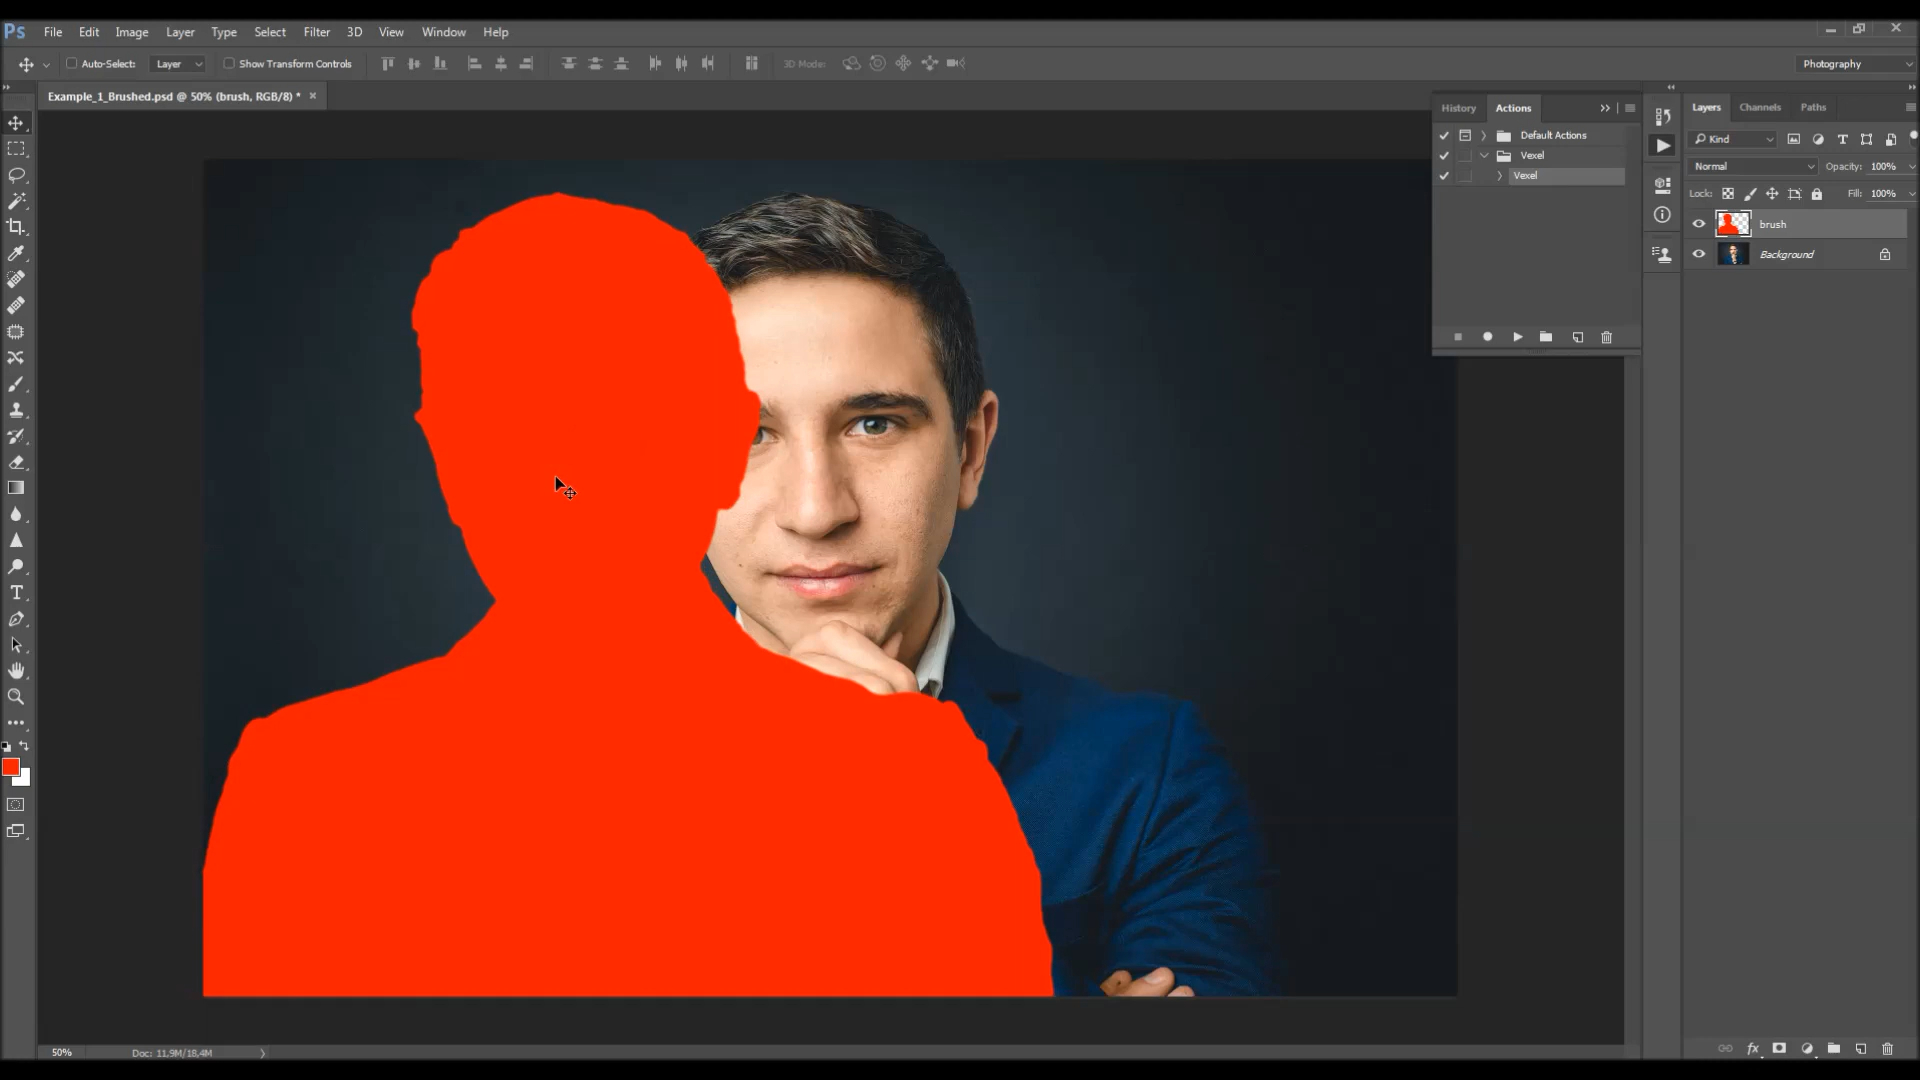 Ps File Edit Image Layer Type Select Filter 3D View Window Help
Auto-Select: Layer Show Transform Controls 3D Mode: Photography
Example_1_Brushed.psd @ 50% (brush, RGB/8) * ×
History Actions
Default Actions
Vexel
Vexel
Layers Channels Paths
Kind
Normal Opacity: 100%
Lock: Fill: 100%
brush
Background
50% Doc: 11,9M/18,4M
fx